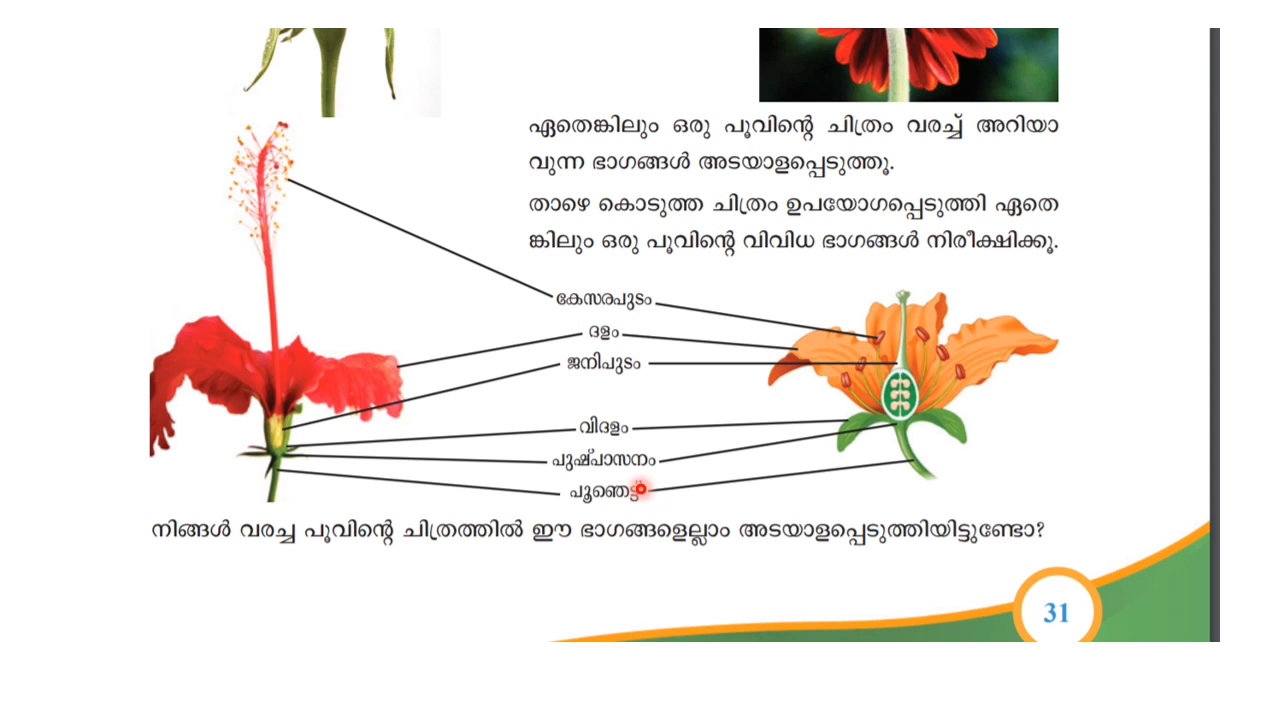 ഏതെങ്കിലും ഒരു പൂവിന്റെ ചിത്രം വരച്ച് അറിയാ
വുന്ന ഭാഗങ്ങൾ അടയാളപ്പെടുത്തൂ.
താഴെ കൊടുത്ത ചിത്രം ഉപയോഗപ്പെടുത്തി ഏതെ
ങ്കിലും ഒരു പൂവിന്റെ വിവിധ ഭാഗങ്ങൾ നിരീക്ഷിക്കൂ.
കേസരപുടം
ദളം
ജനിപുടം
വിദളം
പുഷ്പാസനം
പൂഞെട്ട്
നിങ്ങൾ വരച്ച പൂവിന്റെ ചിത്രത്തിൽ ഈ ഭാഗങ്ങളെല്ലാം അടയാളപ്പെടുത്തിയിട്ടുണ്ടോ?
31